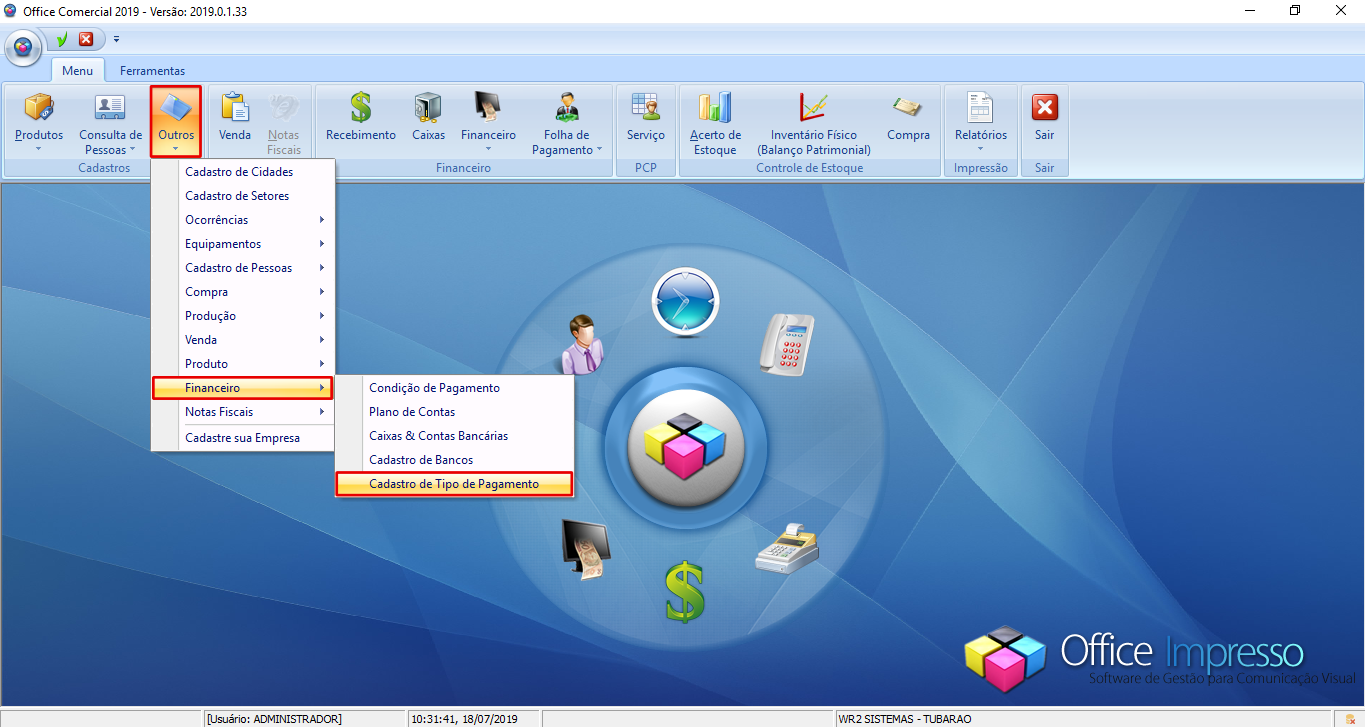 Office Comercial 2019 - Versão: 2019.0.1.33
Menu
Ferramentas
Produtos
Consulta de
Pessoas
Outros
Cadastros
Venda
Notas
Fiscais
Recebimento
Caixas
Financeiro
Folha de
Pagamento
Financeiro
Serviço
PCP
Acerto de
Estoque
Inventário Físico
(Balanço Patrimonial)
Compra
Controle de Estoque
Relatórios
Impressão
Sair
Sair
Cadastro de Cidades
Cadastro de Setores
Ocorrências
Equipamentos
Cadastro de Pessoas
Compra
Produção
Venda
Produto
Financeiro
Notas Fiscais
Cadastre sua Empresa
Condição de Pagamento
Plano de Contas
Caixas & Contas Bancárias
Cadastro de Bancos
Cadastro de Tipo de Pagamento
Office Impresso
Software de Gestão para Comunicação Visual
[Usuário: ADMINISTRADOR]
10:31:41, 18/07/2019
WR2 SISTEMAS - TUBARAO